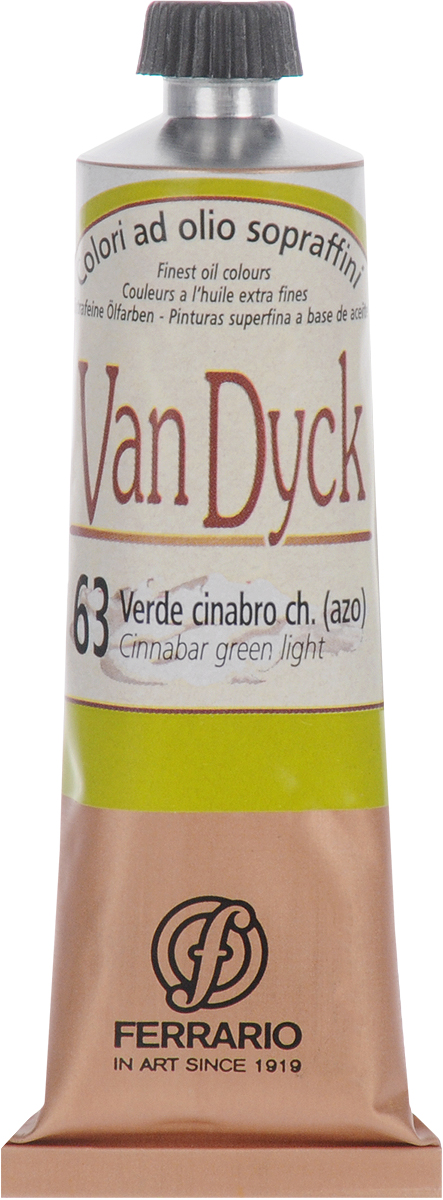 Colori ad olio sopraffini
Finest oil colours
Couleurs a l'huile extra fines
Ölfarben - Pinturas superfina a base de aceite
Van Dyck
63 Verde cinabro ch. (azo)
Cinnabar green light
f
FERRARIO
IN ART SINCE 1919